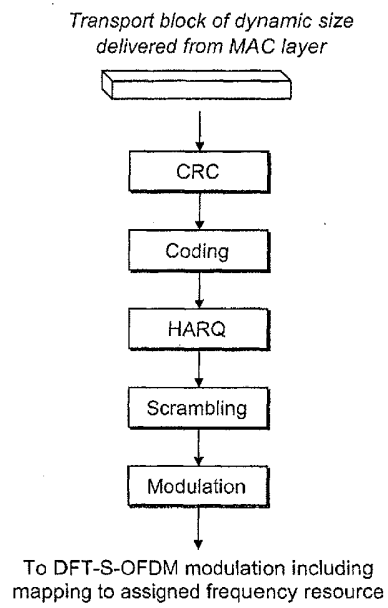 Transport block of dynamic size
delivered from MAC layer
CRC
Coding
HARQ
Scrambling
Modulation
To DFT-S-OFDM modulation including
mapping to assigned frequency resource